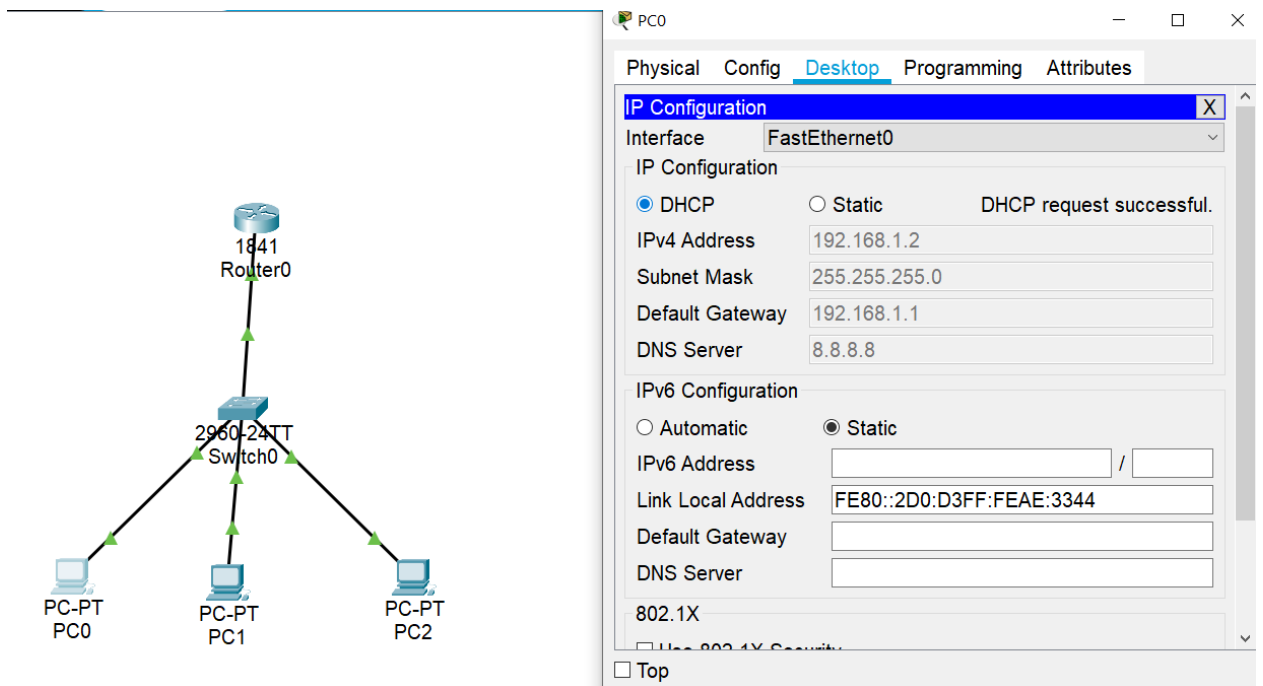 1841
Router0
2960-24TT
Switch0
PC-PT
PC0
PC-PT
PC1
PC-PT
PC2
PC0
Physical Config Desktop Programming Attributes
IP Configuration X
Interface FastEthernet0
IP Configuration
DHCP Static DHCP request successful.
IPv4 Address 192.168.1.2
Subnet Mask 255.255.255.0
Default Gateway 192.168.1.1
DNS Server 8.8.8.8
IPv6 Configuration
Automatic Static
IPv6 Address /
Link Local Address FE80::2D0:D3FF:FEAE:3344
Default Gateway
DNS Server
802.1X
Use 802.1X Security
Top